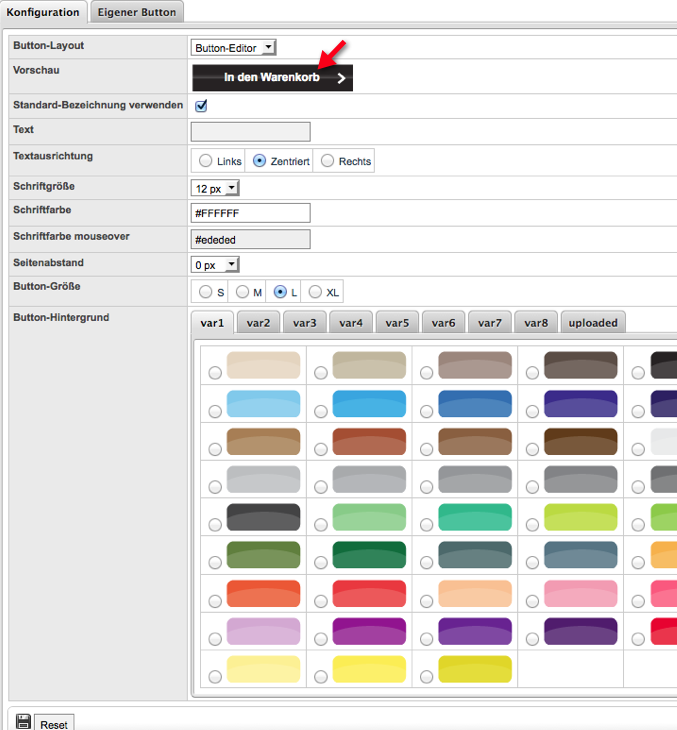 Konfiguration Eigener Button
Button-Layout Button-Editor
Vorschau In den Warenkorb
Standard-Bezeichnung verwenden
Text
Textausrichtung Links Zentriert Rechts
Schriftgröße 12 px
Schriftfarbe #FFFFFF
Schriftfarbe mouseover #ededed
Seitenabstand 0 px
Button-Größe S M L XL
Button-Hintergrund var1 var2 var3 var4 var5 var6 var7 var8 uploaded
Reset